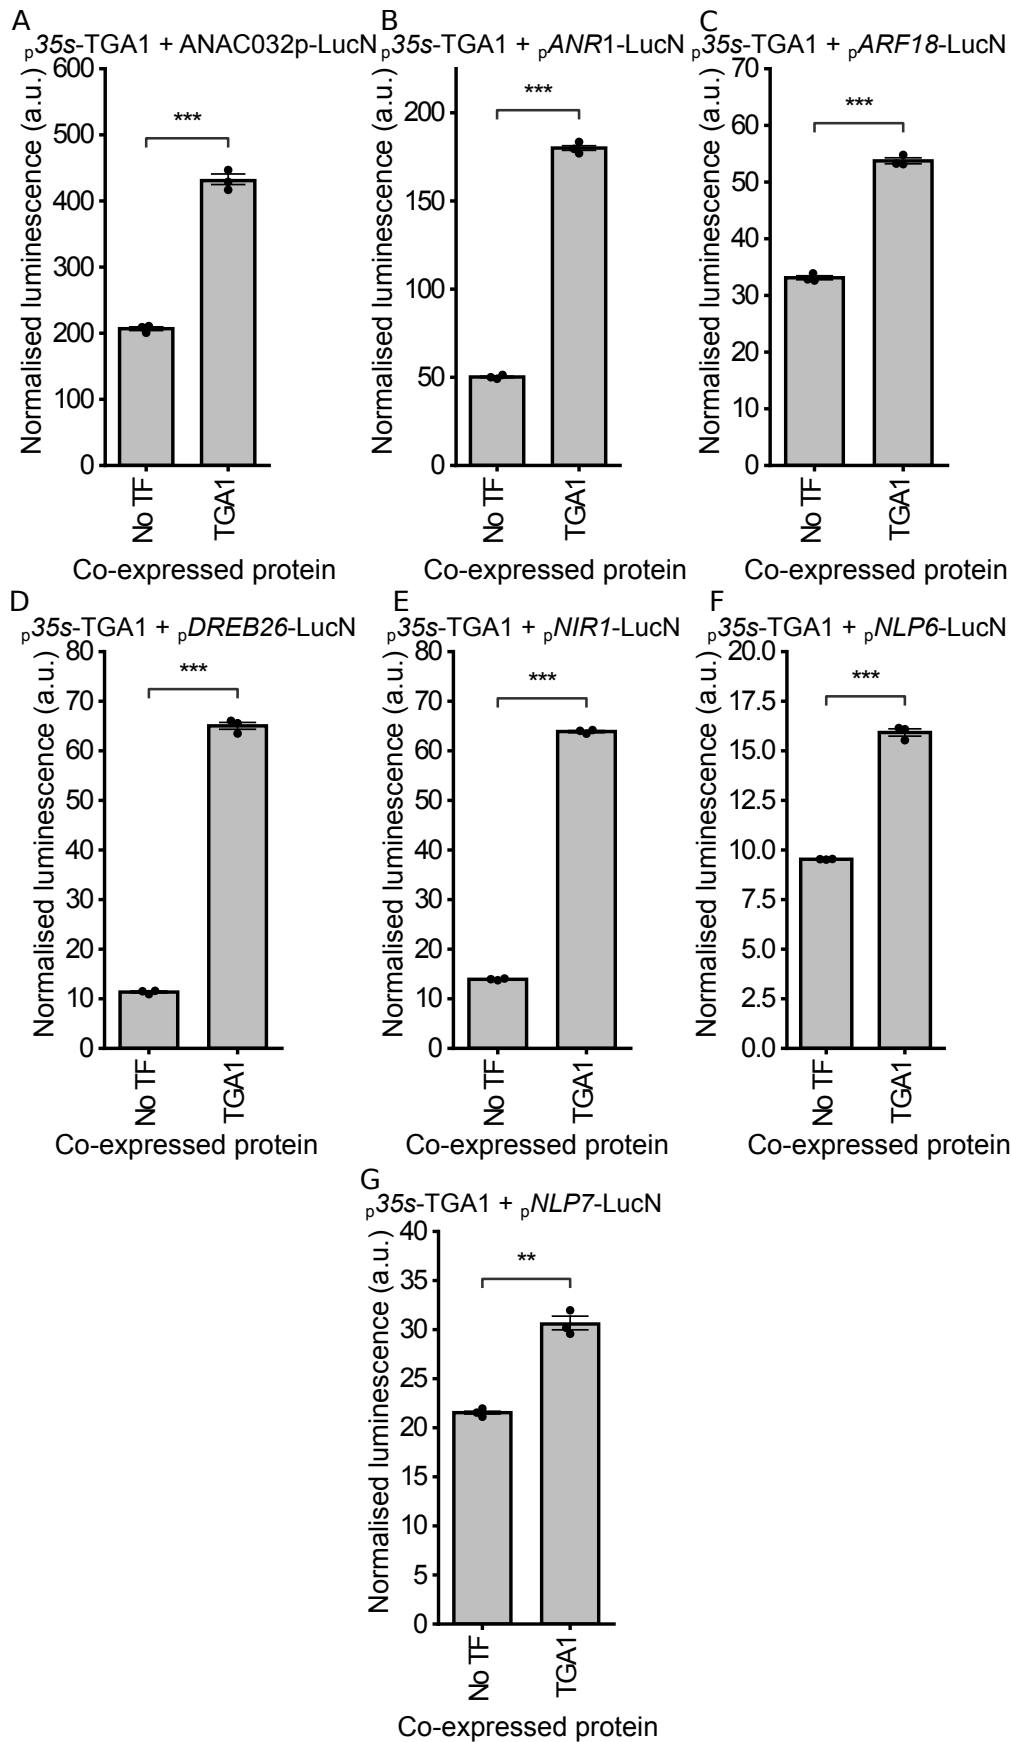 A
p35s-TGA1 + ANAC032p-LucN
Normalised luminescence (a.u.)
600
500
400
300
200
100
0
***
No TF
TGA1
Co-expressed protein
B
p35s-TGA1 + pANR1-LucN
Normalised luminescence (a.u.)
200
150
100
50
0
***
No TF
TGA1
Co-expressed protein
C
p35s-TGA1 + pARF18-LucN
Normalised luminescence (a.u.)
70
60
50
40
30
20
10
0
***
No TF
TGA1
Co-expressed protein
D
p35s-TGA1 + pDREB26-LucN
Normalised luminescence (a.u.)
80
70
60
50
40
30
20
10
0
***
No TF
TGA1
Co-expressed protein
E
p35s-TGA1 + pNIR1-LucN
Normalised luminescence (a.u.)
80
70
60
50
40
30
20
10
0
***
No TF
TGA1
Co-expressed protein
F
p35s-TGA1 + pNLP6-LucN
Normalised luminescence (a.u.)
20.0
17.5
15.0
12.5
10.0
7.5
5.0
2.5
0.0
***
No TF
TGA1
Co-expressed protein
G
p35s-TGA1 + pNLP7-LucN
Normalised luminescence (a.u.)
40
35
30
25
20
15
10
5
0
**
No TF
TGA1
Co-expressed protein